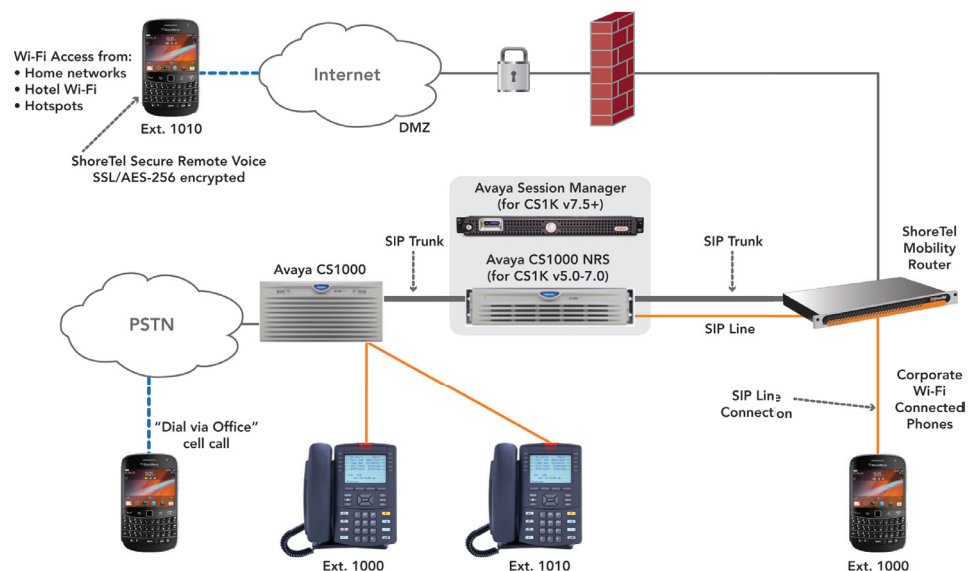 Wi-Fi Access from:
• Home networks
• Hotel Wi-Fi
• Hotspots
Ext. 1010
Internet
DMZ
ShoreTel Secure Remote Voice
SSL/AES-256 encrypted
Avaya Session Manager
(for CS1K v7.5+)
SIP Trunk
Avaya CS1000 NRS
(for CS1K v5.0-7.0)
SIP Trunk
ShoreTel
Mobility
Router
Avaya CS1000
PSTN
SIP Line
"Dial via Office"
cell call
SIP Line
Connection
Corporate
Wi-Fi
Connected
Phones
Ext. 1000
Ext. 1010
Ext. 1000